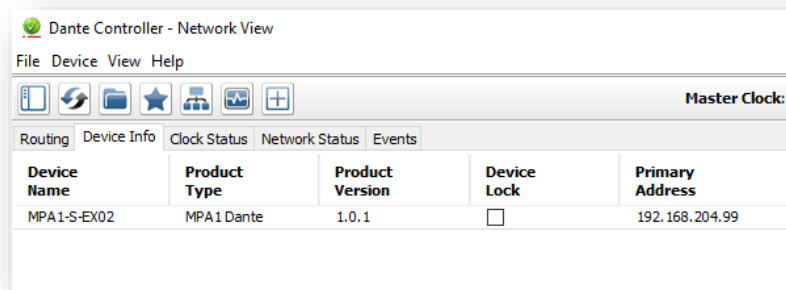 Dante Controller - Network View
File Device View Help
Master Clock:
Routing Device Info Clock Status Network Status Events
Device Name Product Type Product Version Device Lock Primary Address
MPA1-S-EX02 MPA1 Dante 1.0.1 192.168.204.99